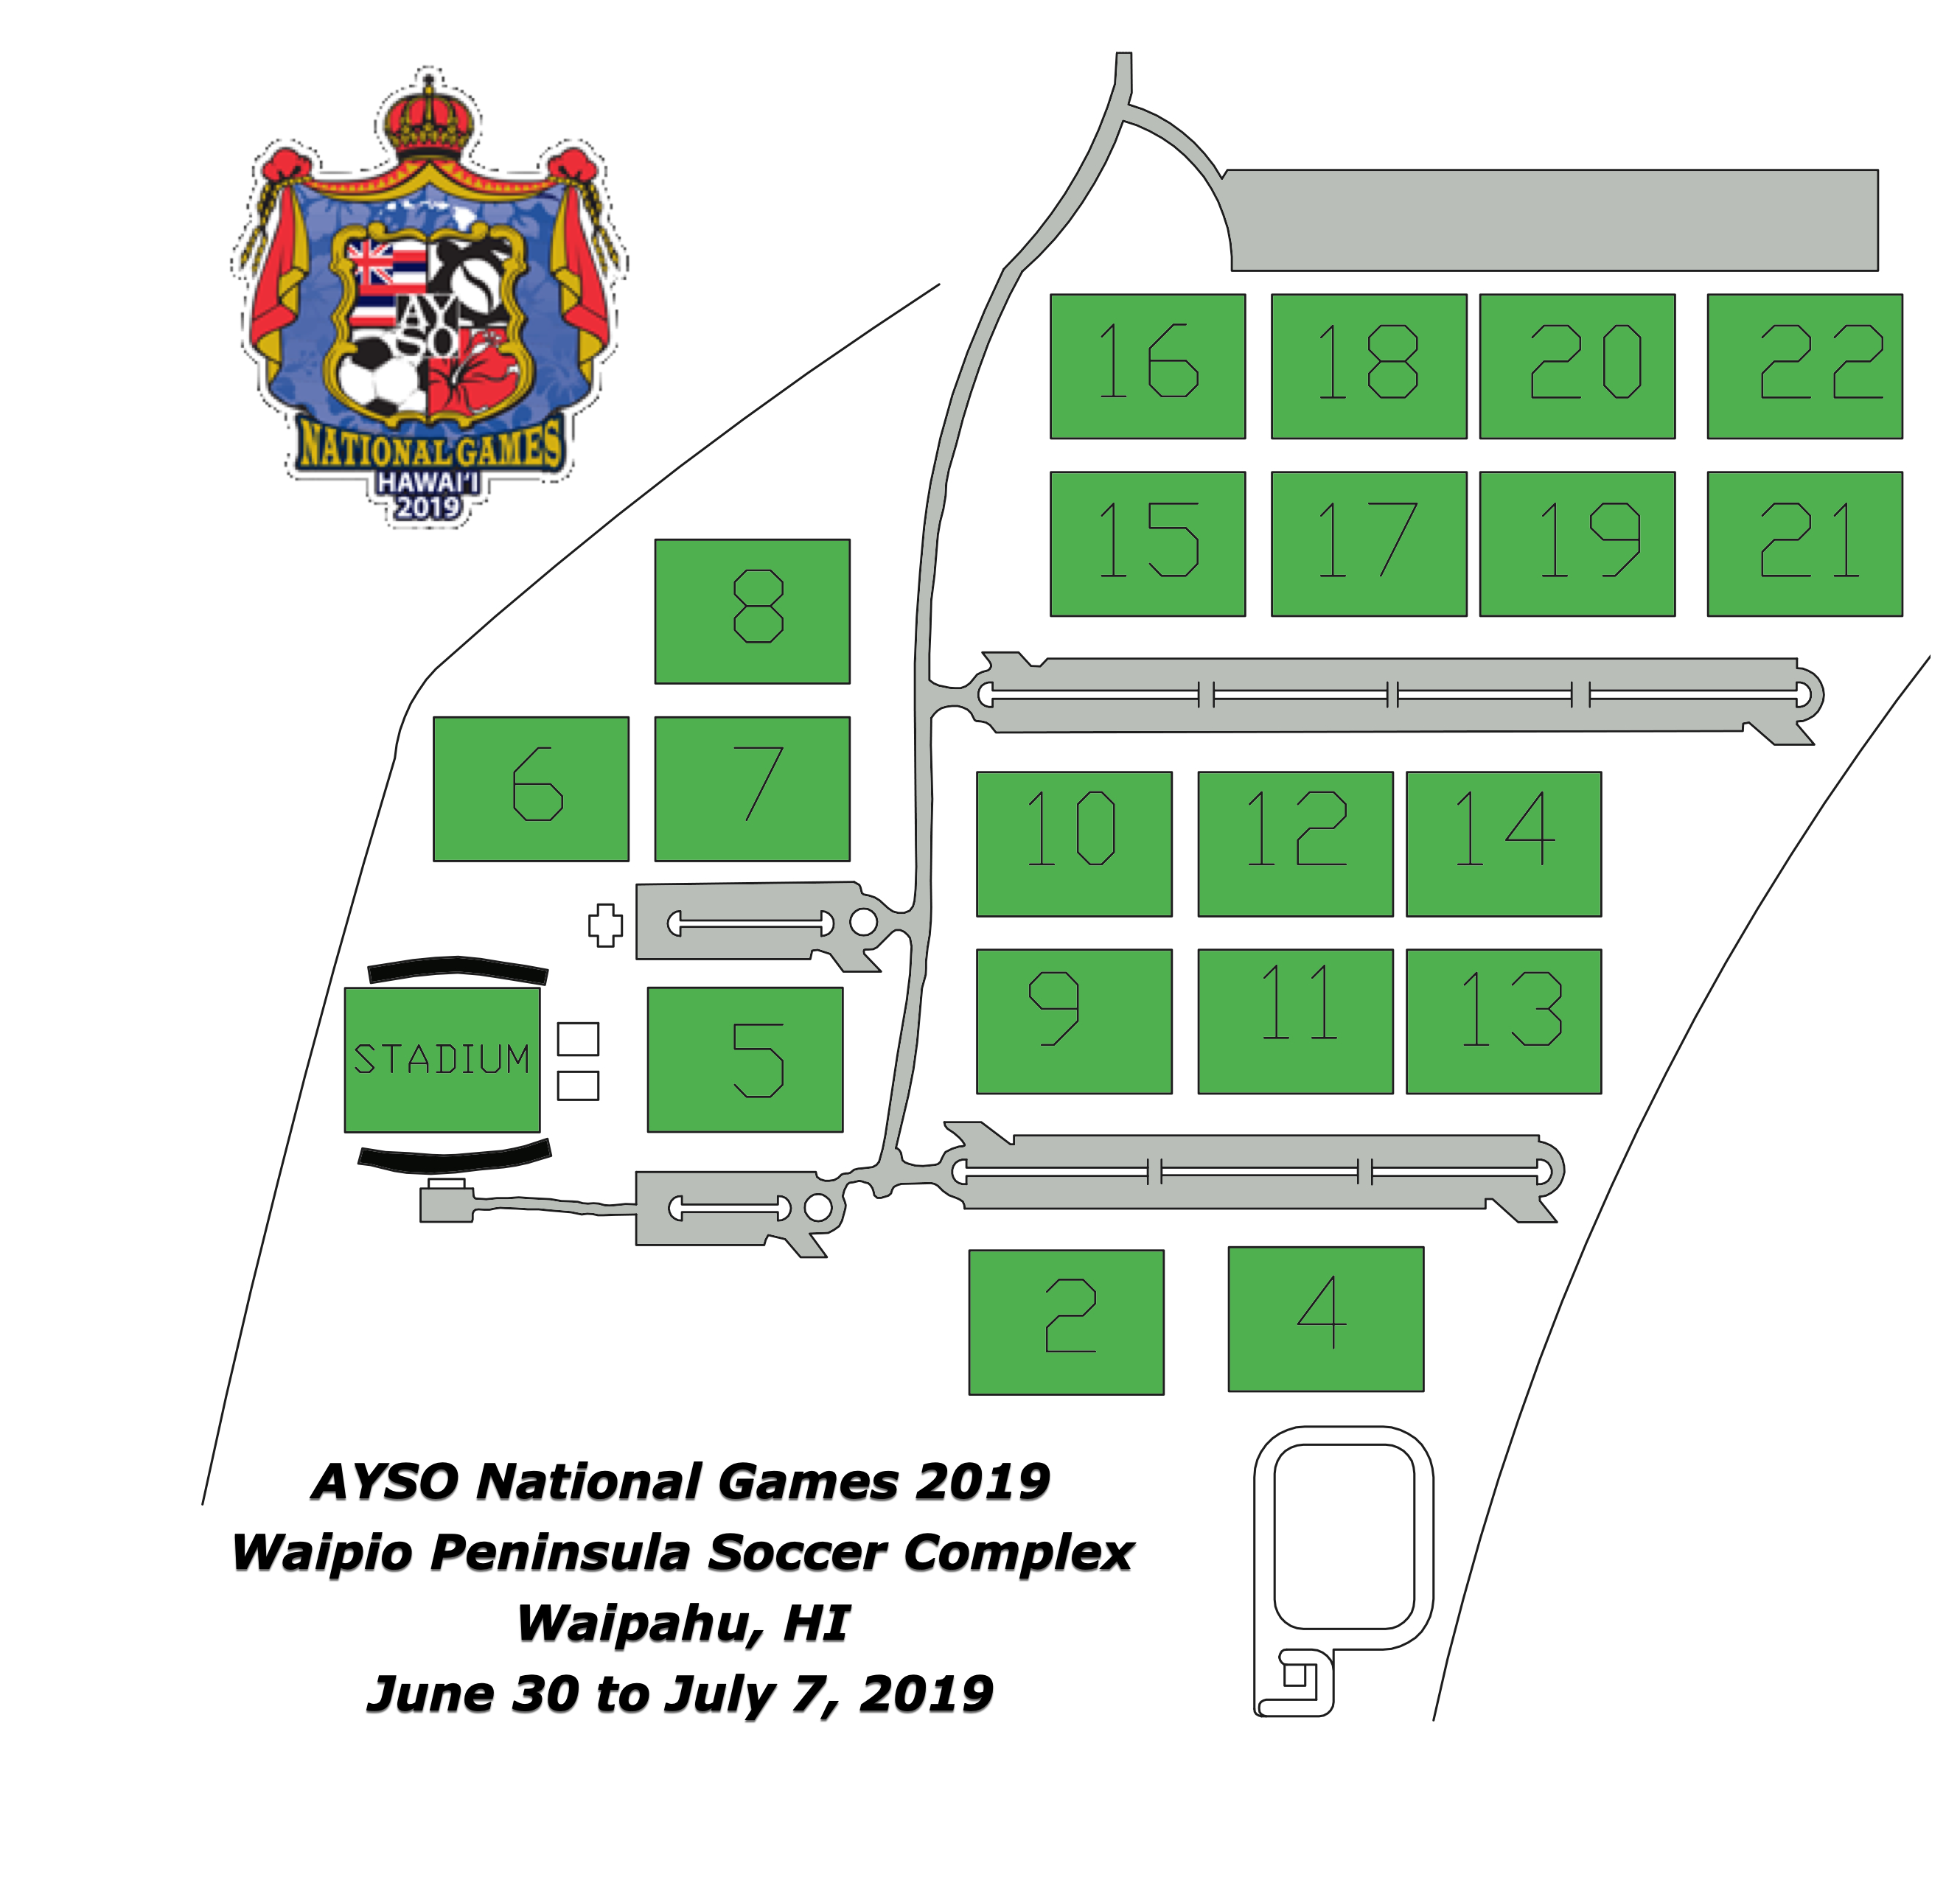 AY
SO
NATIONAL GAMES
HAWAI'I
2019
16 18 20 22
15 17 19 21
8
6 7
10 12 14
9 11 13
STADIUM 5
2 4
AYSO National Games 2019
Waipio Peninsula Soccer Complex
Waipahu, HI
June 30 to July 7, 2019